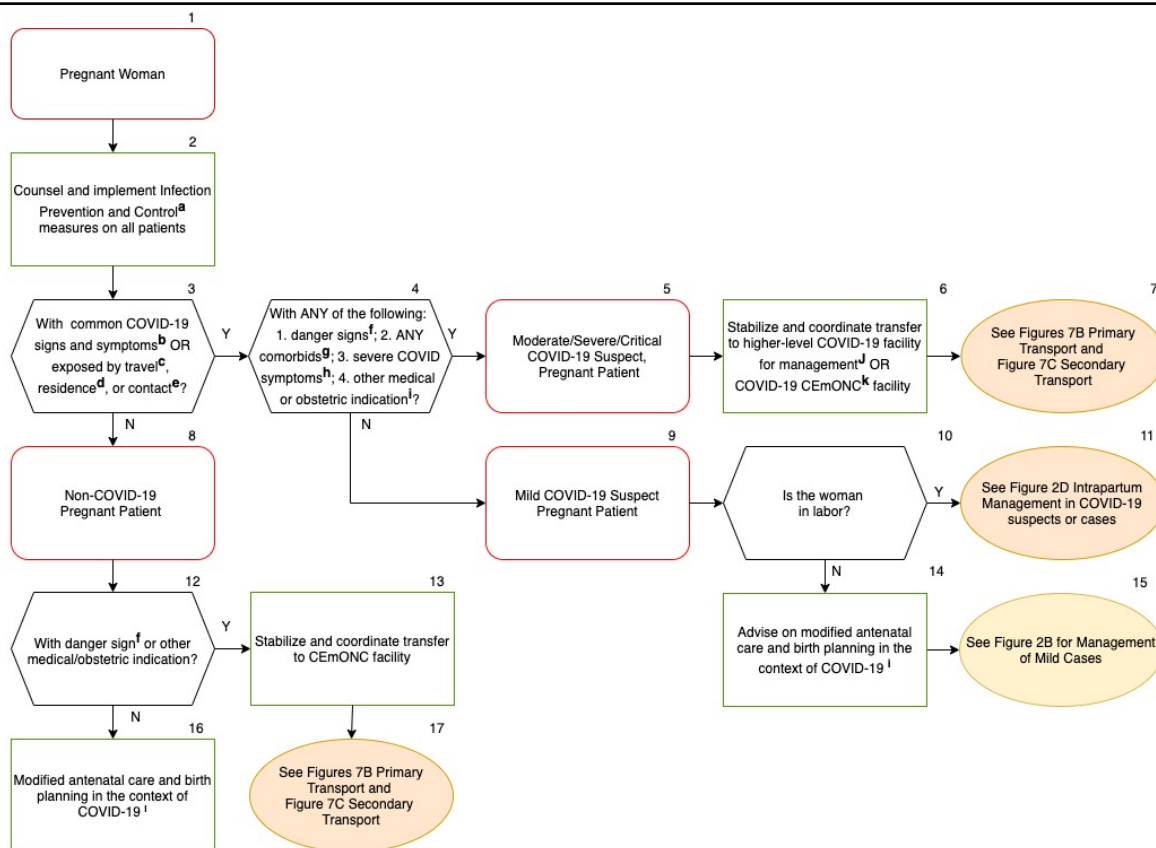 1
Pregnant Woman
2
Counsel and implement Infection
Prevention and Control a
measures on all patients
3
With common COVID-19
signs and symptoms b OR
exposed by travel c,
residence d, or contact e?
Y
N
4
With ANY of the following:
1. danger signs f; 2. ANY
comorbids g; 3. severe COVID
symptoms h; 4. other medical
or obstetric indication i?
Y
N
5
Moderate/Severe/Critical
COVID-19 Suspect,
Pregnant Patient
6
Stabilize and coordinate transfer
to higher-level COVID-19 facility
for management J OR
COVID-19 CEmONC k facility
7
See Figures 7B Primary
Transport and
Figure 7C Secondary
Transport
8
Non-COVID-19
Pregnant Patient
9
Mild COVID-19 Suspect
Pregnant Patient
10
Is the woman
in labor?
Y
N
11
See Figure 2D Intrapartum
Management in COVID-19
suspects or cases
12
With danger sign f or other
medical/obstetric indication?
Y
N
13
Stabilize and coordinate transfer
to CEmONC facility
14
Advise on modified antenatal
care and birth planning in the
context of COVID-19 i
15
See Figure 2B for Management
of Mild Cases
16
Modified antenatal care and birth
planning in the context of
COVID-19 i
17
See Figures 7B Primary
Transport and
Figure 7C Secondary
Transport